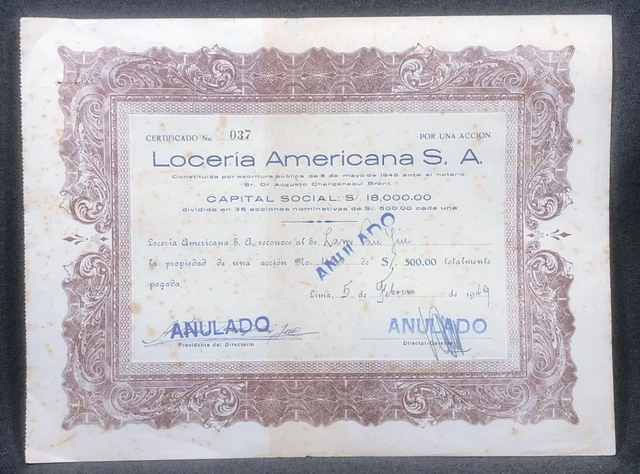 CERTIFICADO No. 037 POR UNA ACCION
Locería Americana S. A.
Constituída por escritura pública de 5 de mayo de 1945 ante el notario
Sr. Dr Augusto Changanaquí Brent.
CAPITAL SOCIAL: S/. 18,000.00
dividido en 36 acciones nominativas de S/. 500.00 cada una
Locería Americana S. A. reconoce al Sr.
la propiedad de una acción No. de S/. 500.00 totalmente
ANULADO
pagada
Lima, 5 de Febrero de 19
ANULADO ANULADO
Presidente del Directorio Director-Gerente